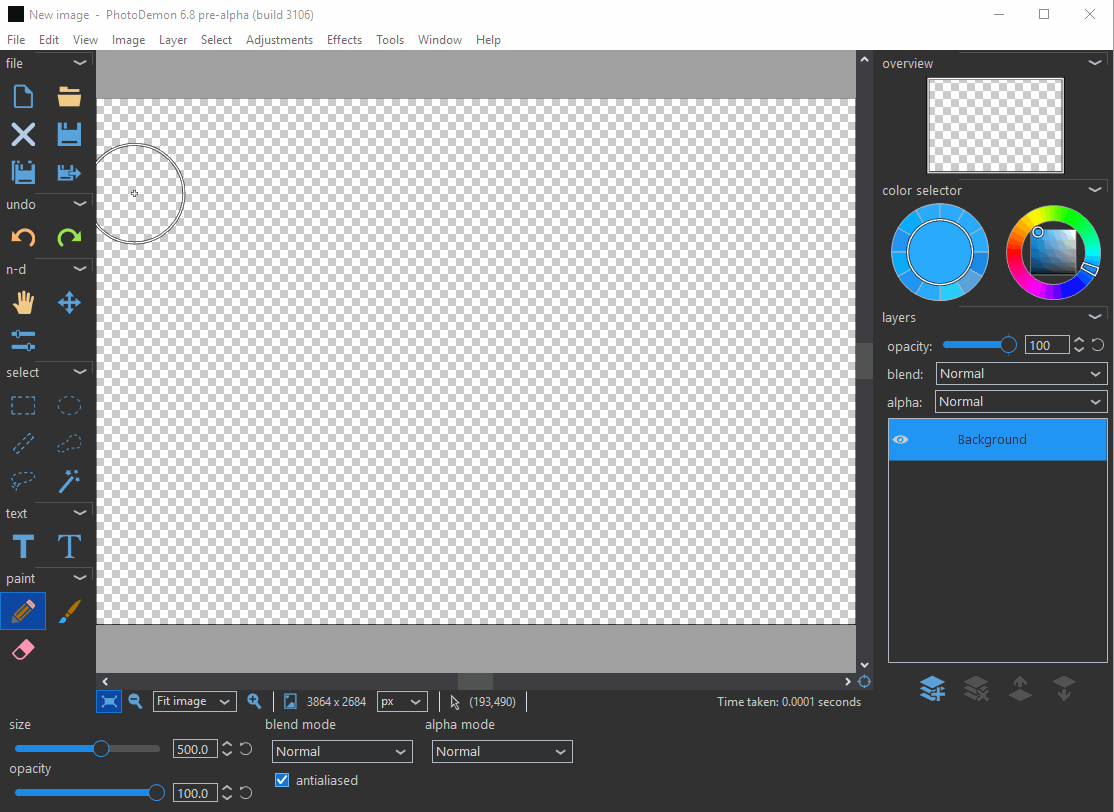 New image - PhotoDemon 6.8 pre-alpha (build 3106)
File Edit View Image Layer Select Adjustments Effects Tools Window Help
file
undo
n-d
select
text
T T
paint
overview
color selector
layers
opacity: 100
blend: Normal
alpha: Normal
Background
Fit image 3864 x 2684 px (193,490) Time taken: 0.0001 seconds
size
500.0
opacity
100.0
blend mode
Normal
antialiased
alpha mode
Normal